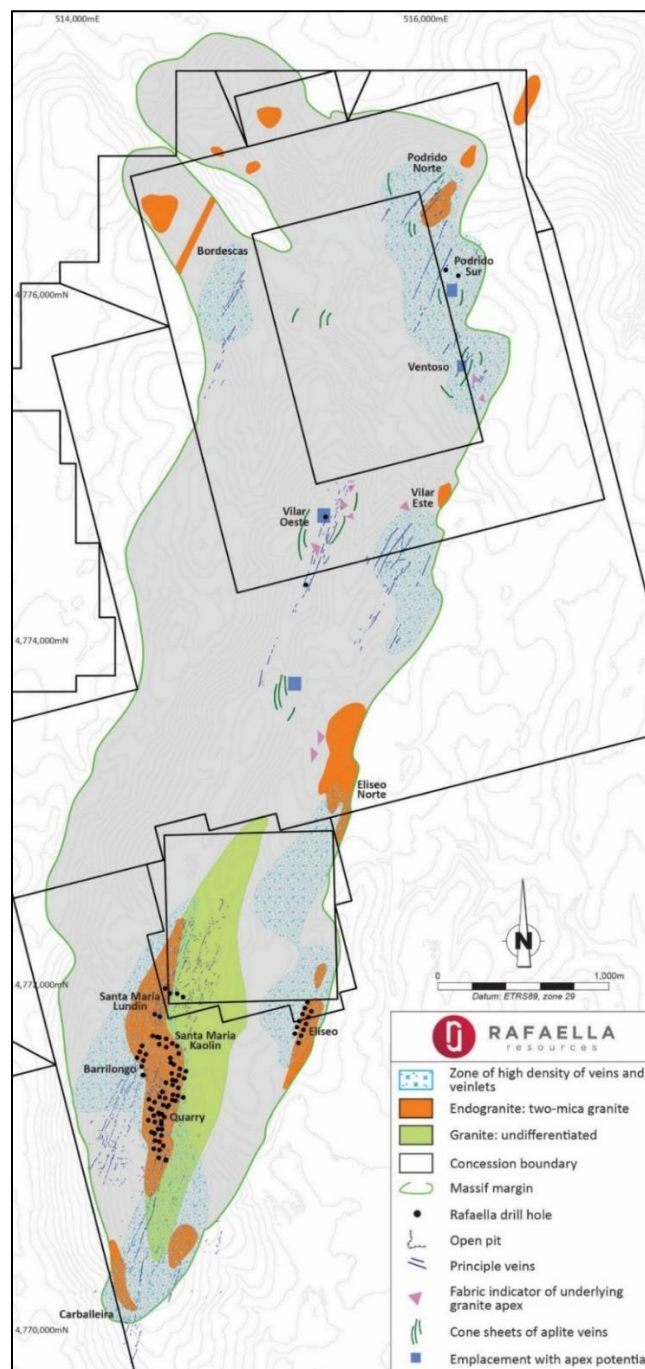 514,000mE
516,000mE
Podrido
Norte
Bordescas
Podrido
Sur
4,776,000mN
Ventoso
Vilar
Este
Vilar
Oeste
4,774,000mN
Eliseo
Norte
N
4,772,000mN
Santa Maria
Lundin
0
1,000m
Datum: ETRS89, zone 29
Santa Maria
Kaolin
Eliseo
Barrilongo
Quarry
RAFAELLA
resources
Zone of high density of veins and
veinlets
Endogranite: two-mica granite
Granite: undifferentiated
Concession boundary
Massif margin
Rafaella drill hole
Open pit
Principle veins
Fabric indicator of underlying
granite apex
Cone sheets of aplite veins
Emplacement with apex potential
Carballeira
4,770,000mN